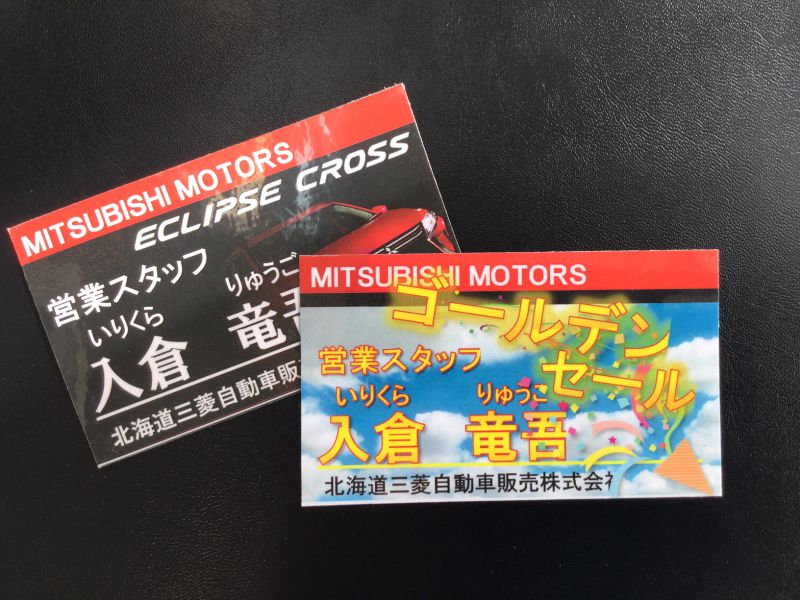 MITSUBISHI MOTORS
ECLIPSE CROSS
営業スタッフ
いりくら りゅうご
入倉 竜吾
北海道三菱自動車販
MITSUBISHI MOTORS
ゴールデン
セール
営業スタッフ
いりくら りゅうご
入倉 竜吾
北海道三菱自動車販売株式会